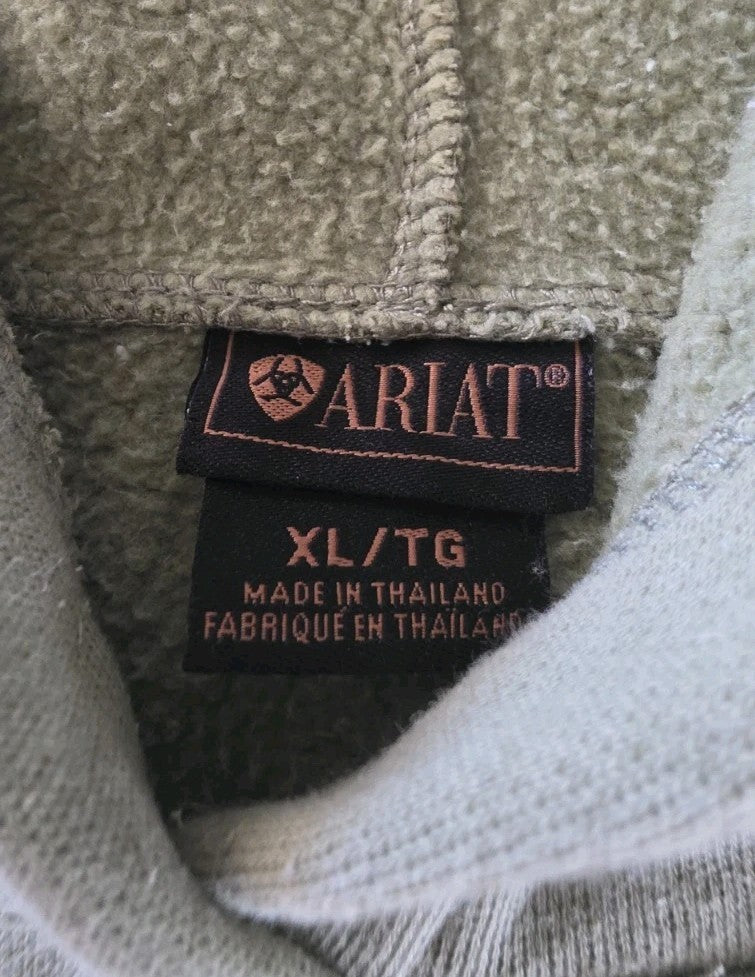 ARIAT®
XL/TG
MADE IN THAILAND
FABRIQUÉ EN THAÏLANDE